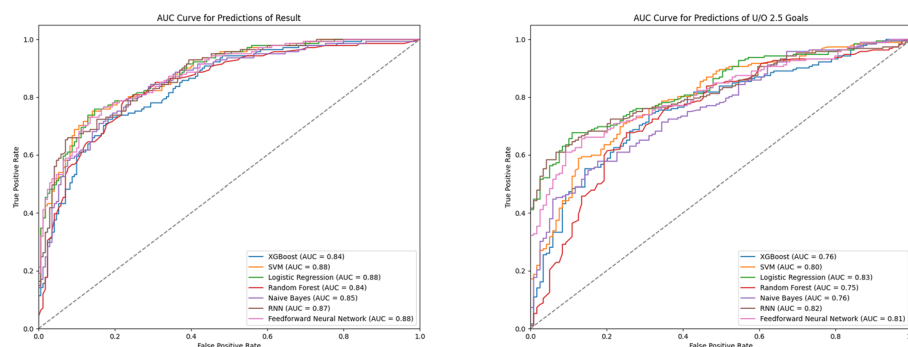 AUC Curve for Predictions of Result
True Positive Rate
1.0
0.8
0.6
0.4
0.2
0.0
XGBoost (AUC = 0.84)
SVM (AUC = 0.88)
Logistic Regression (AUC = 0.88)
Random Forest (AUC = 0.84)
Naive Bayes (AUC = 0.85)
RNN (AUC = 0.87)
Feedforward Neural Network (AUC = 0.88)
0.0 0.2 0.4 0.6 0.8 1.0
False Positive Rate
AUC Curve for Predictions of U/O 2.5 Goals
True Positive Rate
1.0
0.8
0.6
0.4
0.2
0.0
XGBoost (AUC = 0.76)
SVM (AUC = 0.80)
Logistic Regression (AUC = 0.83)
Random Forest (AUC = 0.75)
Naive Bayes (AUC = 0.76)
RNN (AUC = 0.82)
Feedforward Neural Network (AUC = 0.81)
0.0 0.2 0.4 0.6 0.8
False Positive Rate